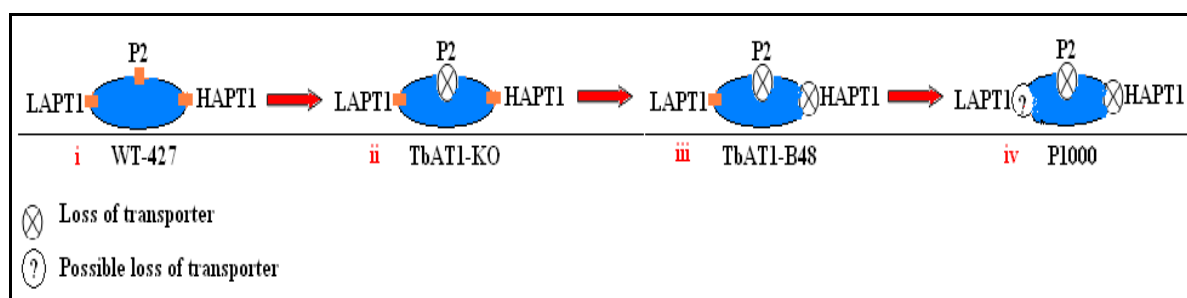 P2 P2 P2 P2
LAPT1 HAPT1 LAPT1 HAPT1 LAPT1 HAPT1 LAPT1 ? HAPT1
i WT-427 ii TbAT1-KO iii TbAT1-B48 iv P1000
Loss of transporter
? Possible loss of transporter